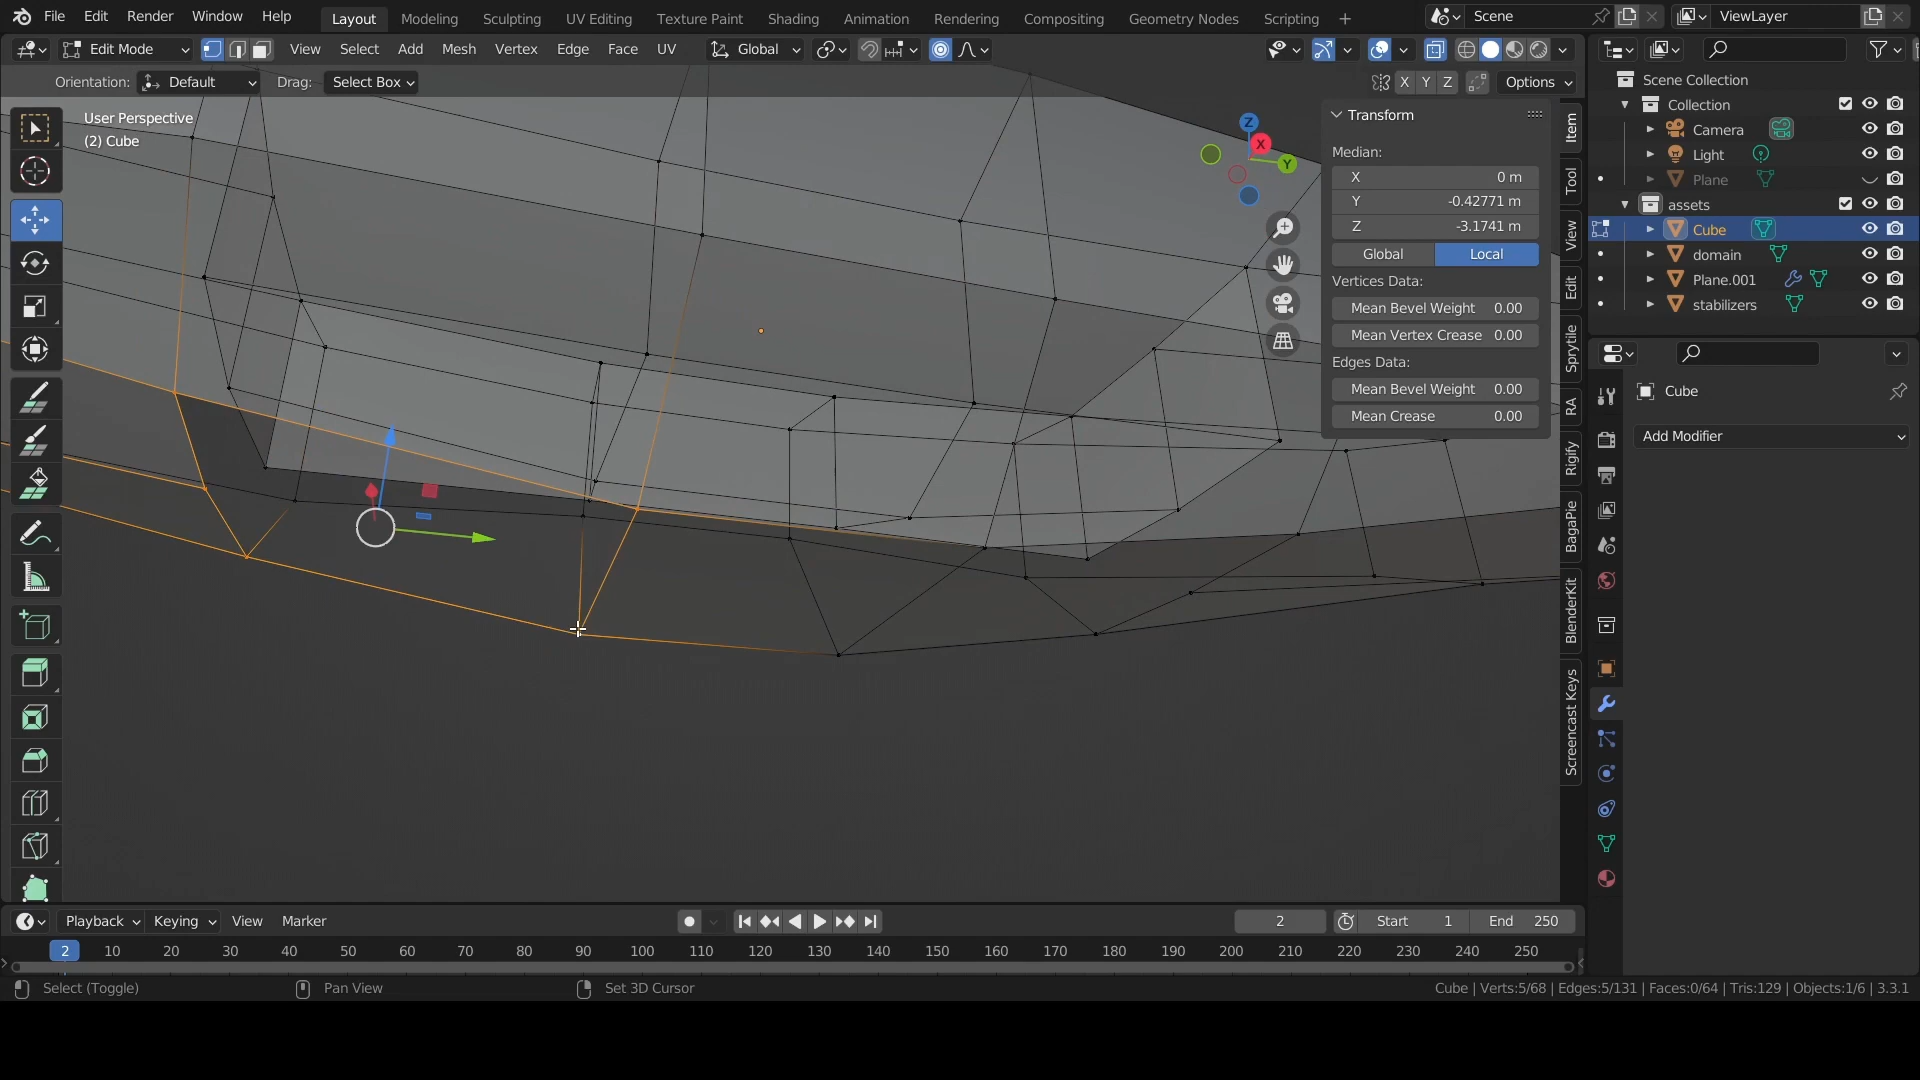 File Edit Render Window Help Layout Modeling Sculpting UV Editing Texture Paint Shading Animation Rendering Compositing Geometry Nodes Scripting + Scene ViewLayer
Edit Mode View Select Add Mesh Vertex Edge Face UV Global
Orientation: Default Drag: Select Box X Y Z Options
User Perspective
(2) Cube
Z
X
Y
Transform
Median:
X 0 m
Y -0.42771 m
Z -3.1741 m
Global Local
Vertices Data:
Mean Bevel Weight 0.00
Mean Vertex Crease 0.00
Edges Data:
Mean Bevel Weight 0.00
Mean Crease 0.00
Item
Tool
View
Edit
Sprytile
RA
Rigify
BagaPie
BlenderKit
Screencast Keys
Scene Collection
Collection
Camera
Light
Plane
assets
Cube
domain
Plane.001
stabilizers
Cube
Add Modifier
Playback Keying View Marker 2 Start 1 End 250
2 10 20 30 40 50 60 70 80 90 100 110 120 130 140 150 160 170 180 190 200 210 220 230 240 250
Select (Toggle) Pan View Set 3D Cursor Cube | Verts:5/68 | Edges:5/131 | Faces:0/64 | Tris:129 | Objects:1/6 | 3.3.1